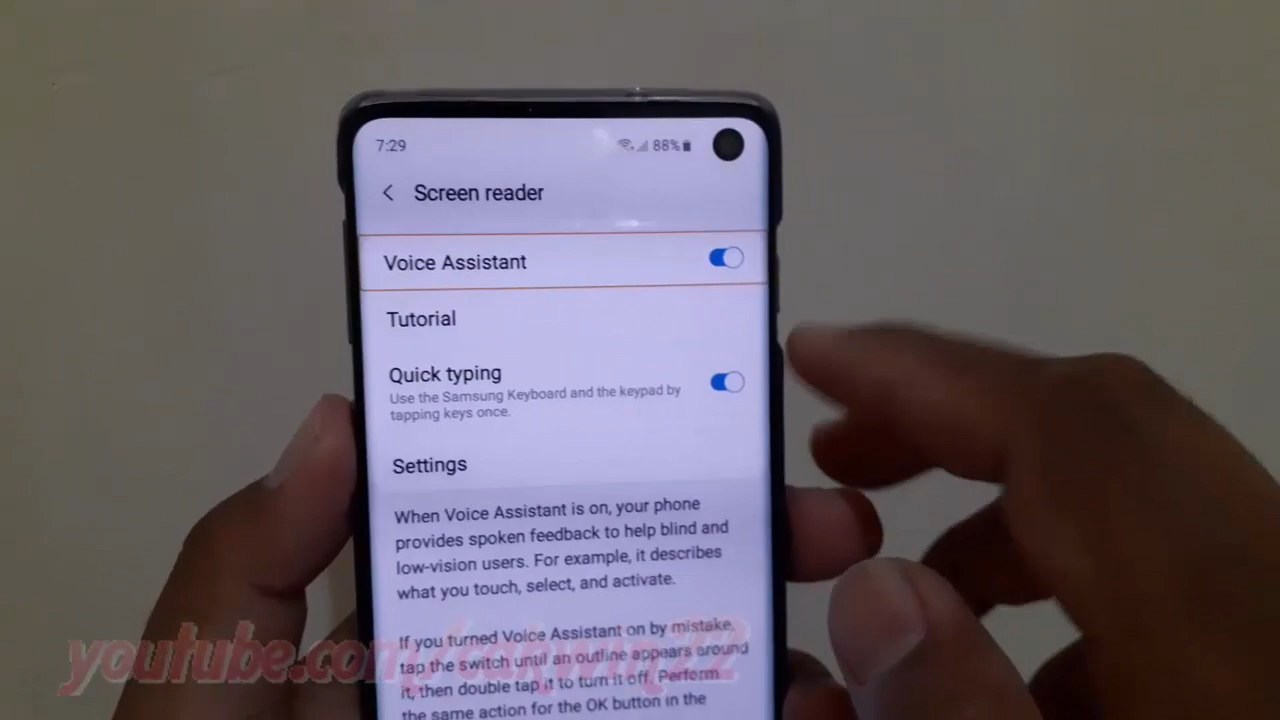 7:29 88%
Screen reader
Voice Assistant
Tutorial
Quick typing
Use the Samsung Keyboard and the keypad by
tapping keys once.
Settings
When Voice Assistant is on, your phone
provides spoken feedback to help blind and
low-vision users. For example, it describes
what you touch, select, and activate.
If you turned Voice Assistant on by mistake,
tap the switch until an outline appears around
it, then double tap it to turn it off. Perform
the same action for the OK button in the